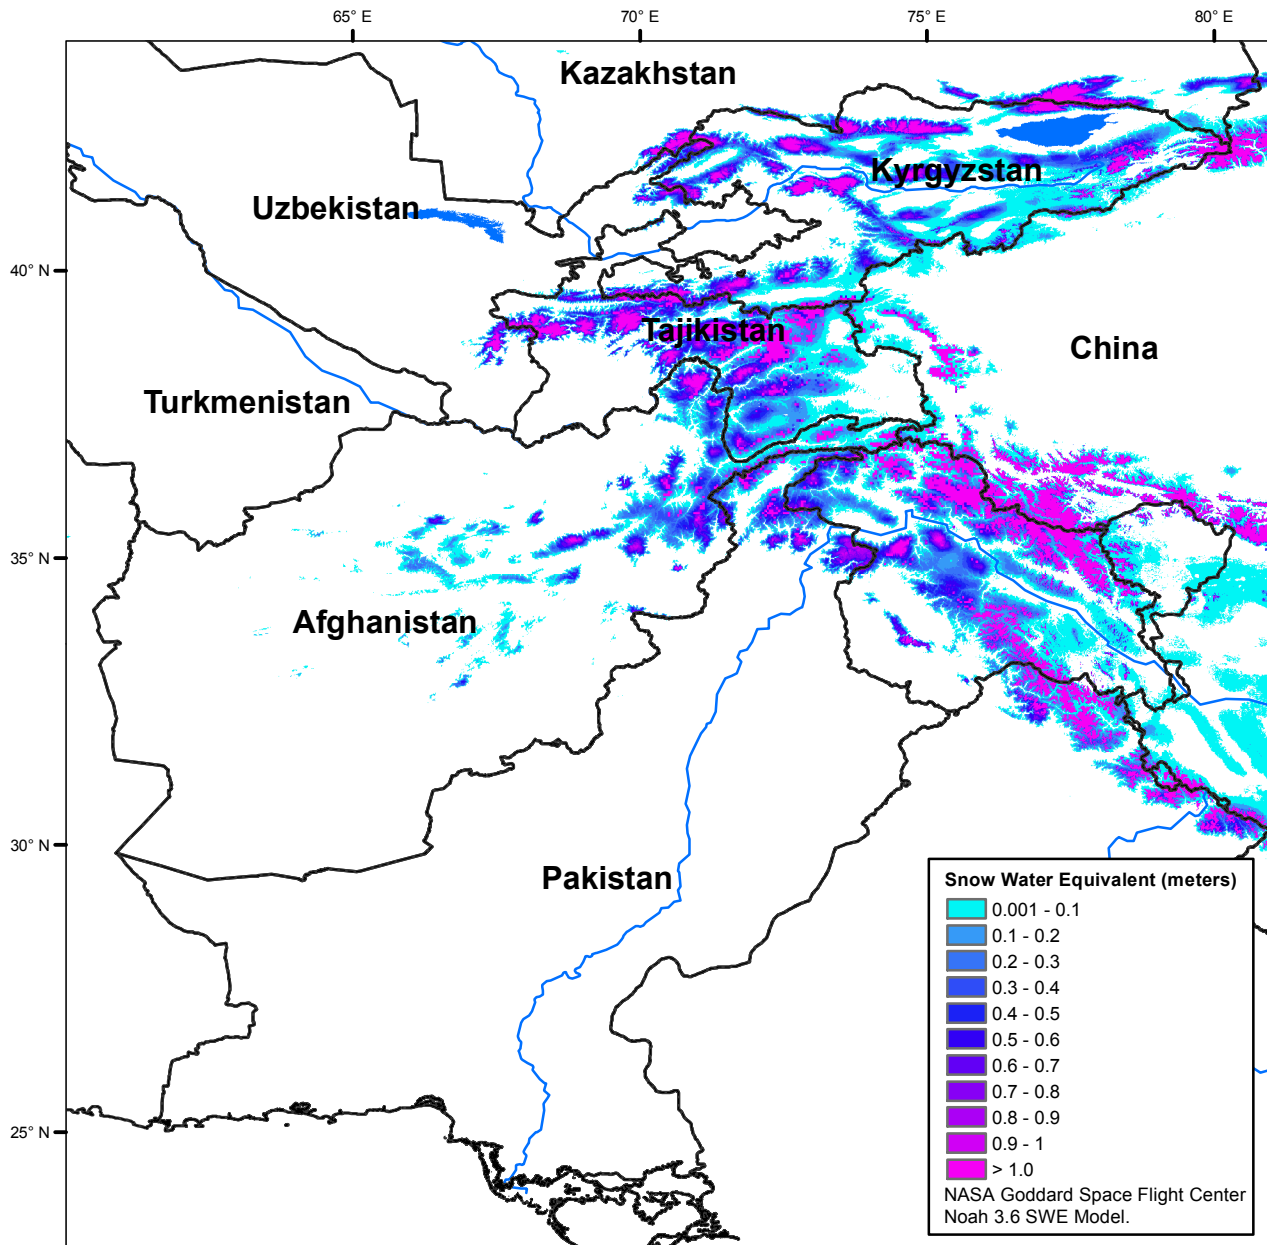 65° E
70° E
75° E
80° E
Kazakhstan
Kyrgyzstan
Uzbekistan
40° N
Tajikistan
China
Turkmenistan
35° N
Afghanistan
30° N
Pakistan
25° N
Snow Water Equivalent (meters)
0.001 - 0.1
0.1 - 0.2
0.2 - 0.3
0.3 - 0.4
0.4 - 0.5
0.5 - 0.6
0.6 - 0.7
0.7 - 0.8
0.8 - 0.9
0.9 - 1
> 1.0
NASA Goddard Space Flight Center
Noah 3.6 SWE Model.